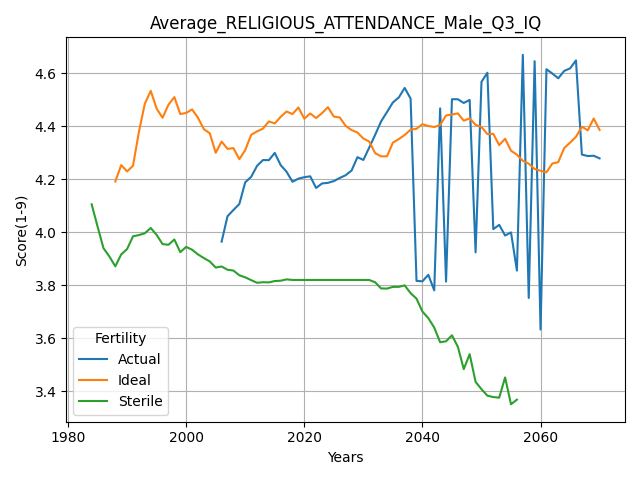 Average_RELIGIOUS_ATTENDANCE_Male_Q3_IQ
Score(1-9)
4.6
4.4
4.2
4.0
3.8
3.6
3.4
Fertility
Actual
Ideal
Sterile
1980
2000
2020
2040
2060
Years